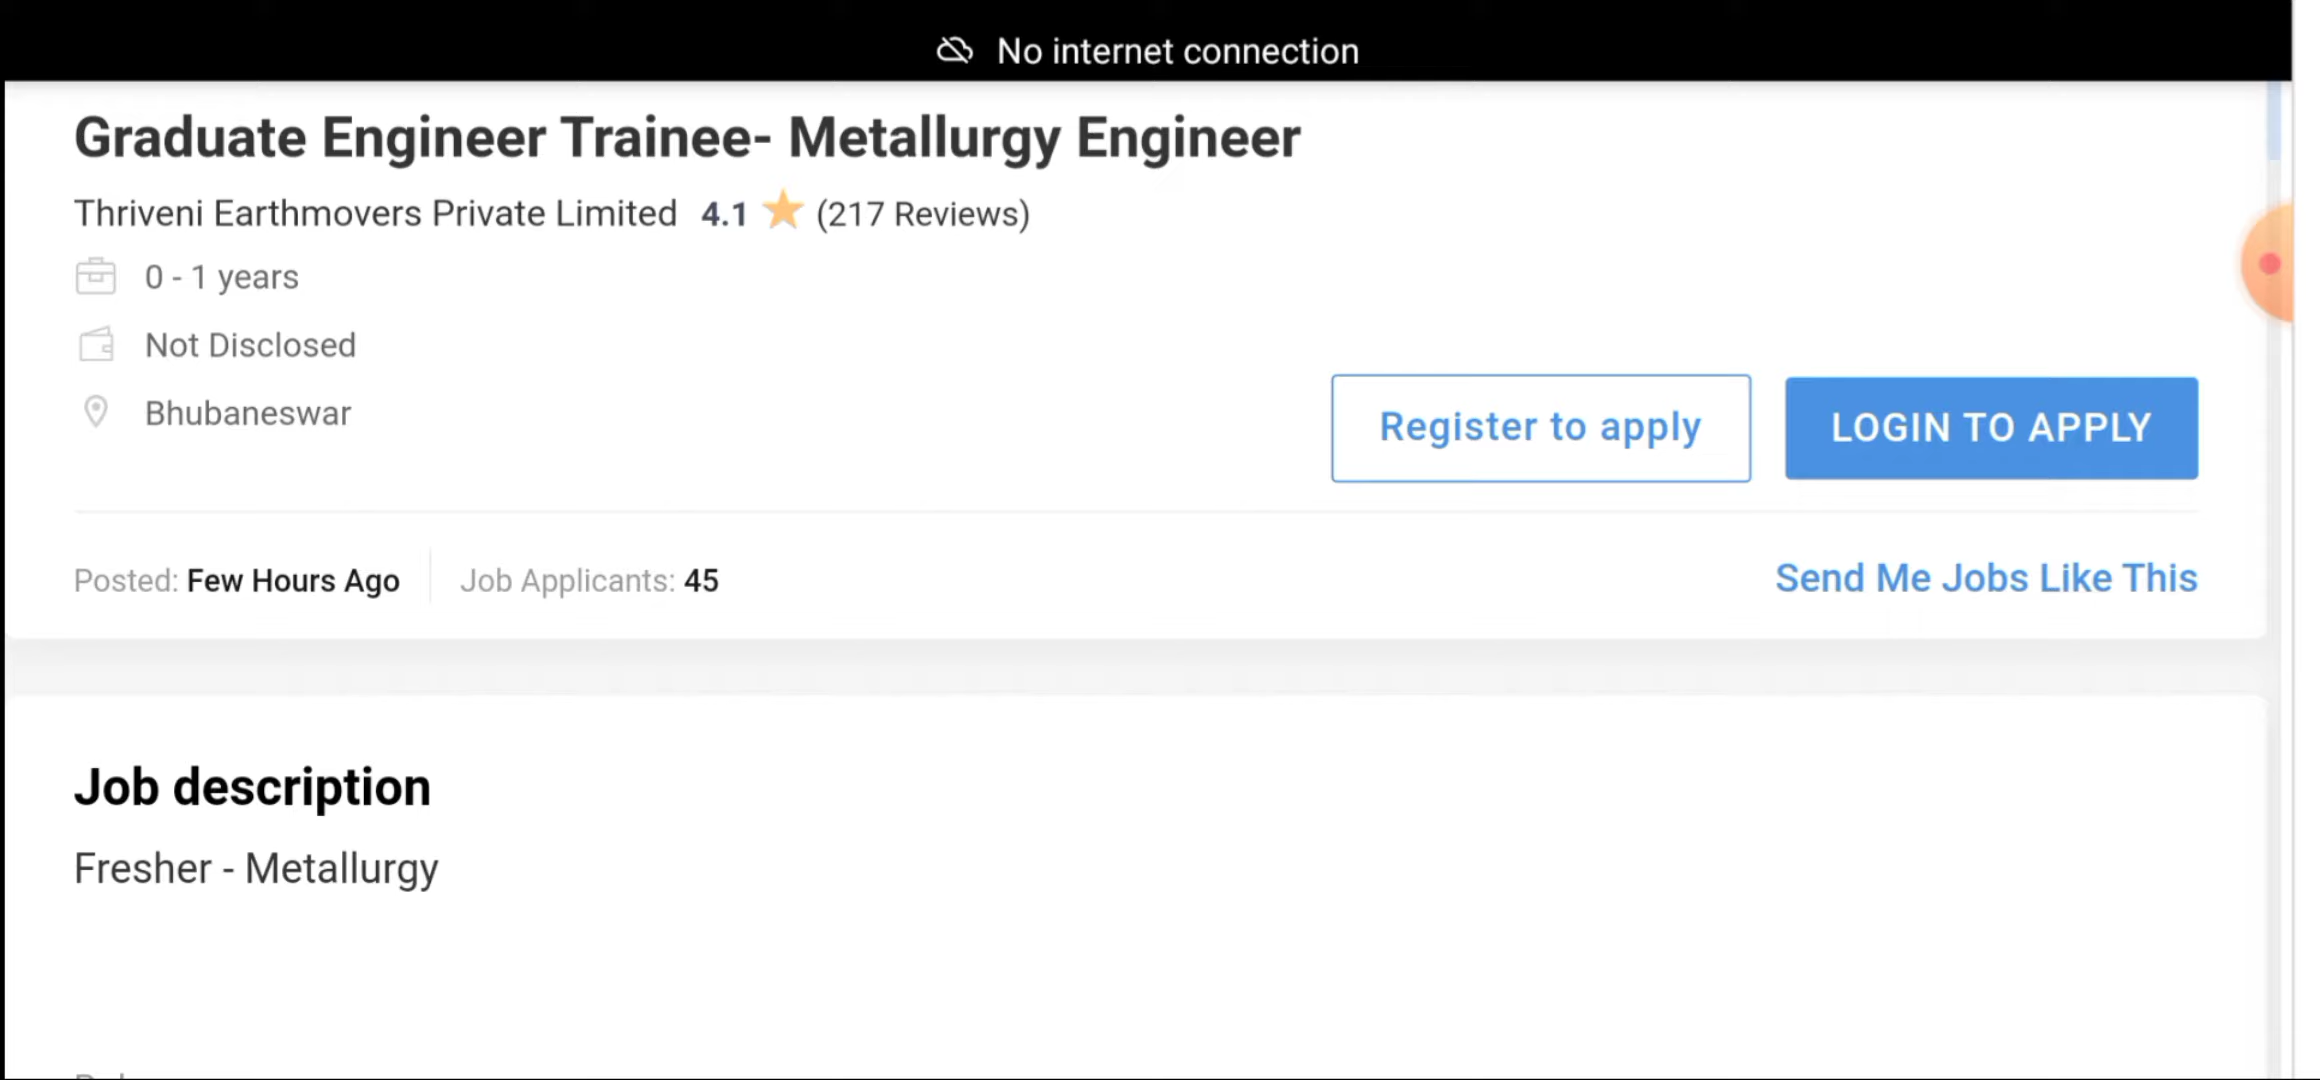 No internet connection
Graduate Engineer Trainee- Metallurgy Engineer
Thriveni Earthmovers Private Limited 4.1 (217 Reviews)
0 - 1 years
Not Disclosed
Bhubaneswar
Register to apply LOGIN TO APPLY
Posted: Few Hours Ago Job Applicants: 45 Send Me Jobs Like This
Job description
Fresher - Metallurgy